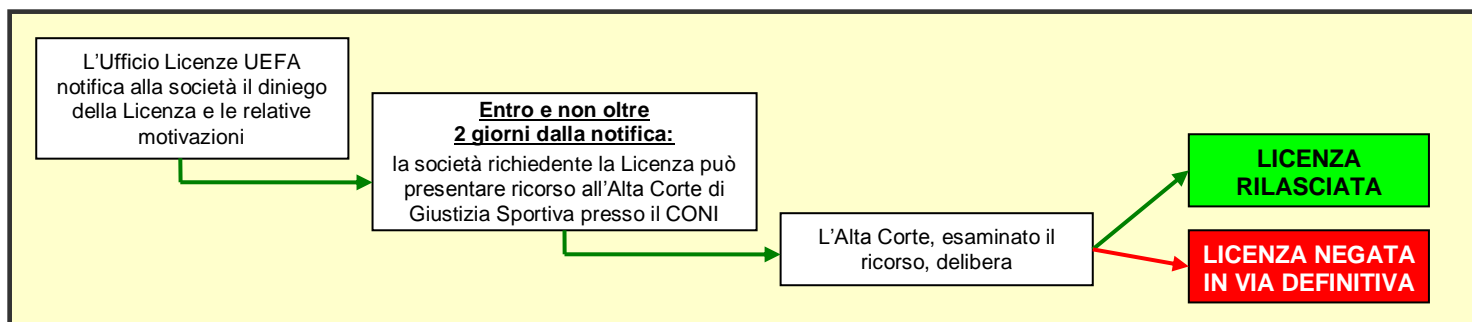 L'Ufficio Licenze UEFA
notifica alla società il diniego
della Licenza e le relative
motivazioni
Entro e non oltre
2 giorni dalla notifica:
la società richiedente la Licenza può
presentare ricorso all'Alta Corte di
Giustizia Sportiva presso il CONI
L'Alta Corte, esaminato il
ricorso, delibera
LICENZA
RILASCIATA
LICENZA NEGATA
IN VIA DEFINITIVA